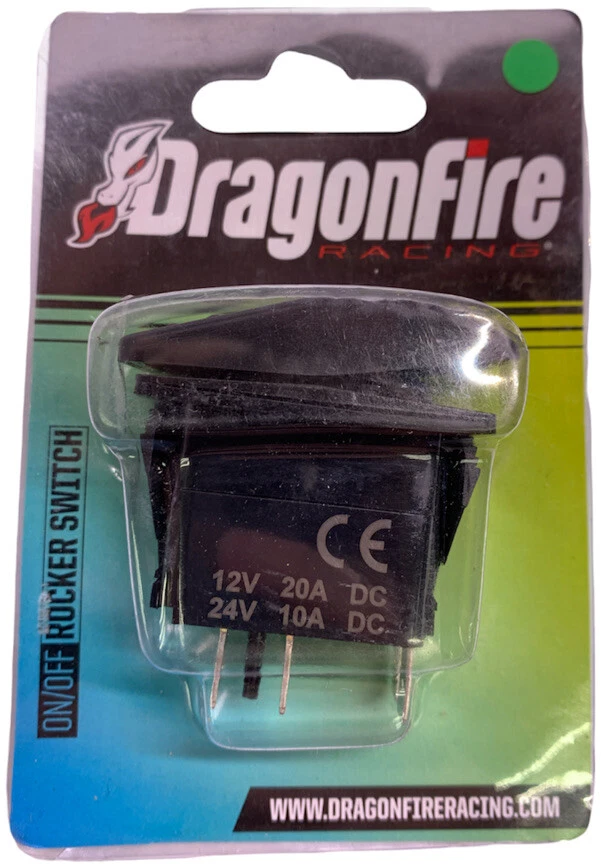 DragonFire
RACING®
ON/OFF ROCKER SWITCH
CE
12V 20A DC
24V 10A DC
WWW.DRAGONFIRERACING.COM